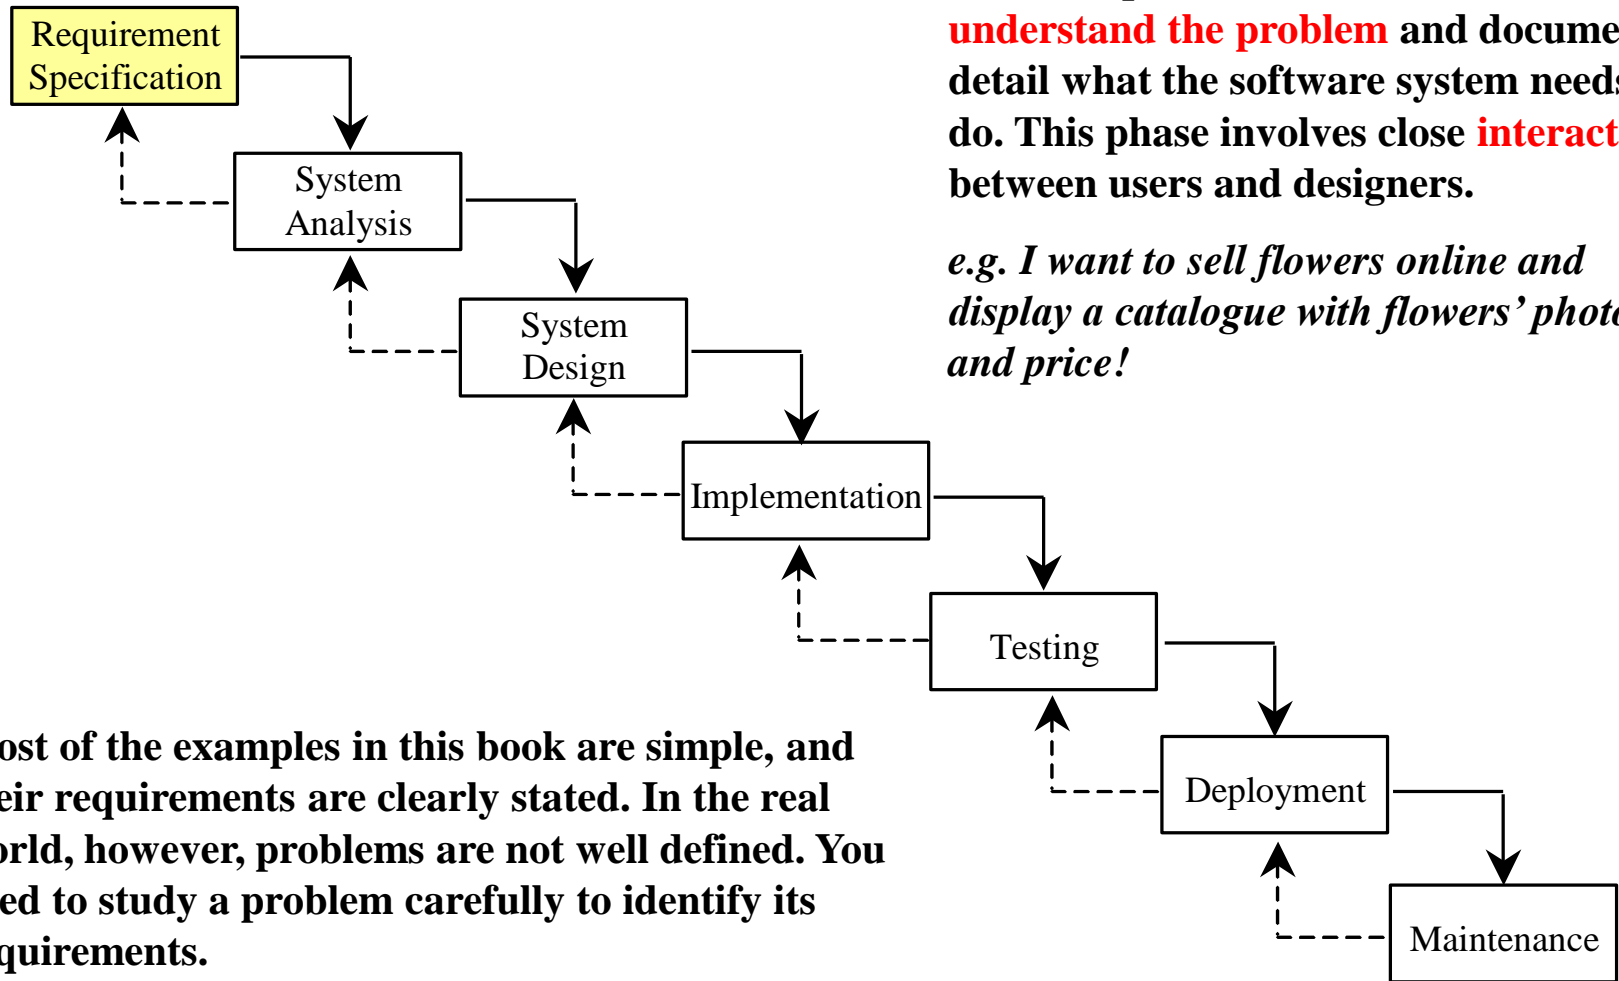 Requirement
Specification
understand the problem and docume
detail what the software system needs
do. This phase involves close interact
between users and designers.
e.g. I want to sell flowers online and
display a catalogue with flowers’ photo
and price!
System
Analysis
System
Design
Implementation
Testing
Deployment
Maintenance
ost of the examples in this book are simple, and
eir requirements are clearly stated. In the real
orld, however, problems are not well defined. You
ed to study a problem carefully to identify its
quirements.